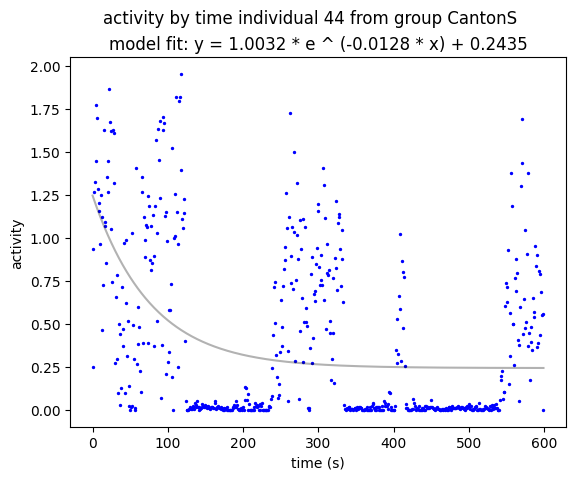 activity by time individual 44 from group CantonS
model fit: y = 1.0032 * e ^ (-0.0128 * x) + 0.2435
2.00
1.75
1.50
1.25
1.00
0.75
0.50
0.25
0.00
activity
0 100 200 300 400 500 600
time (s)